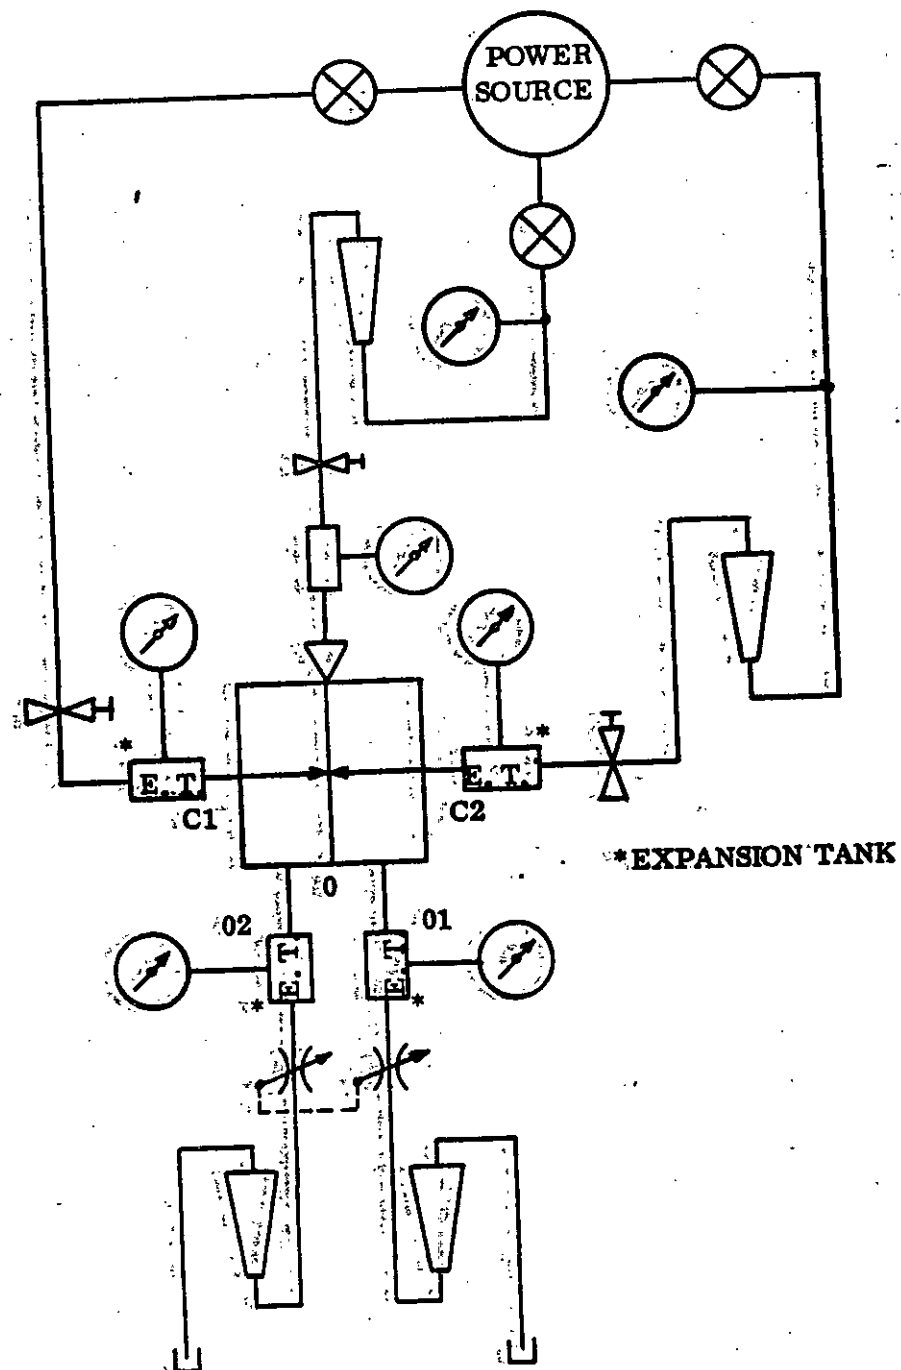 POWER
SOURCE
*
*
E. T.
E. T.
C1
C2
*EXPANSION TANK
0
02
01
E. T.
E. T
*
*